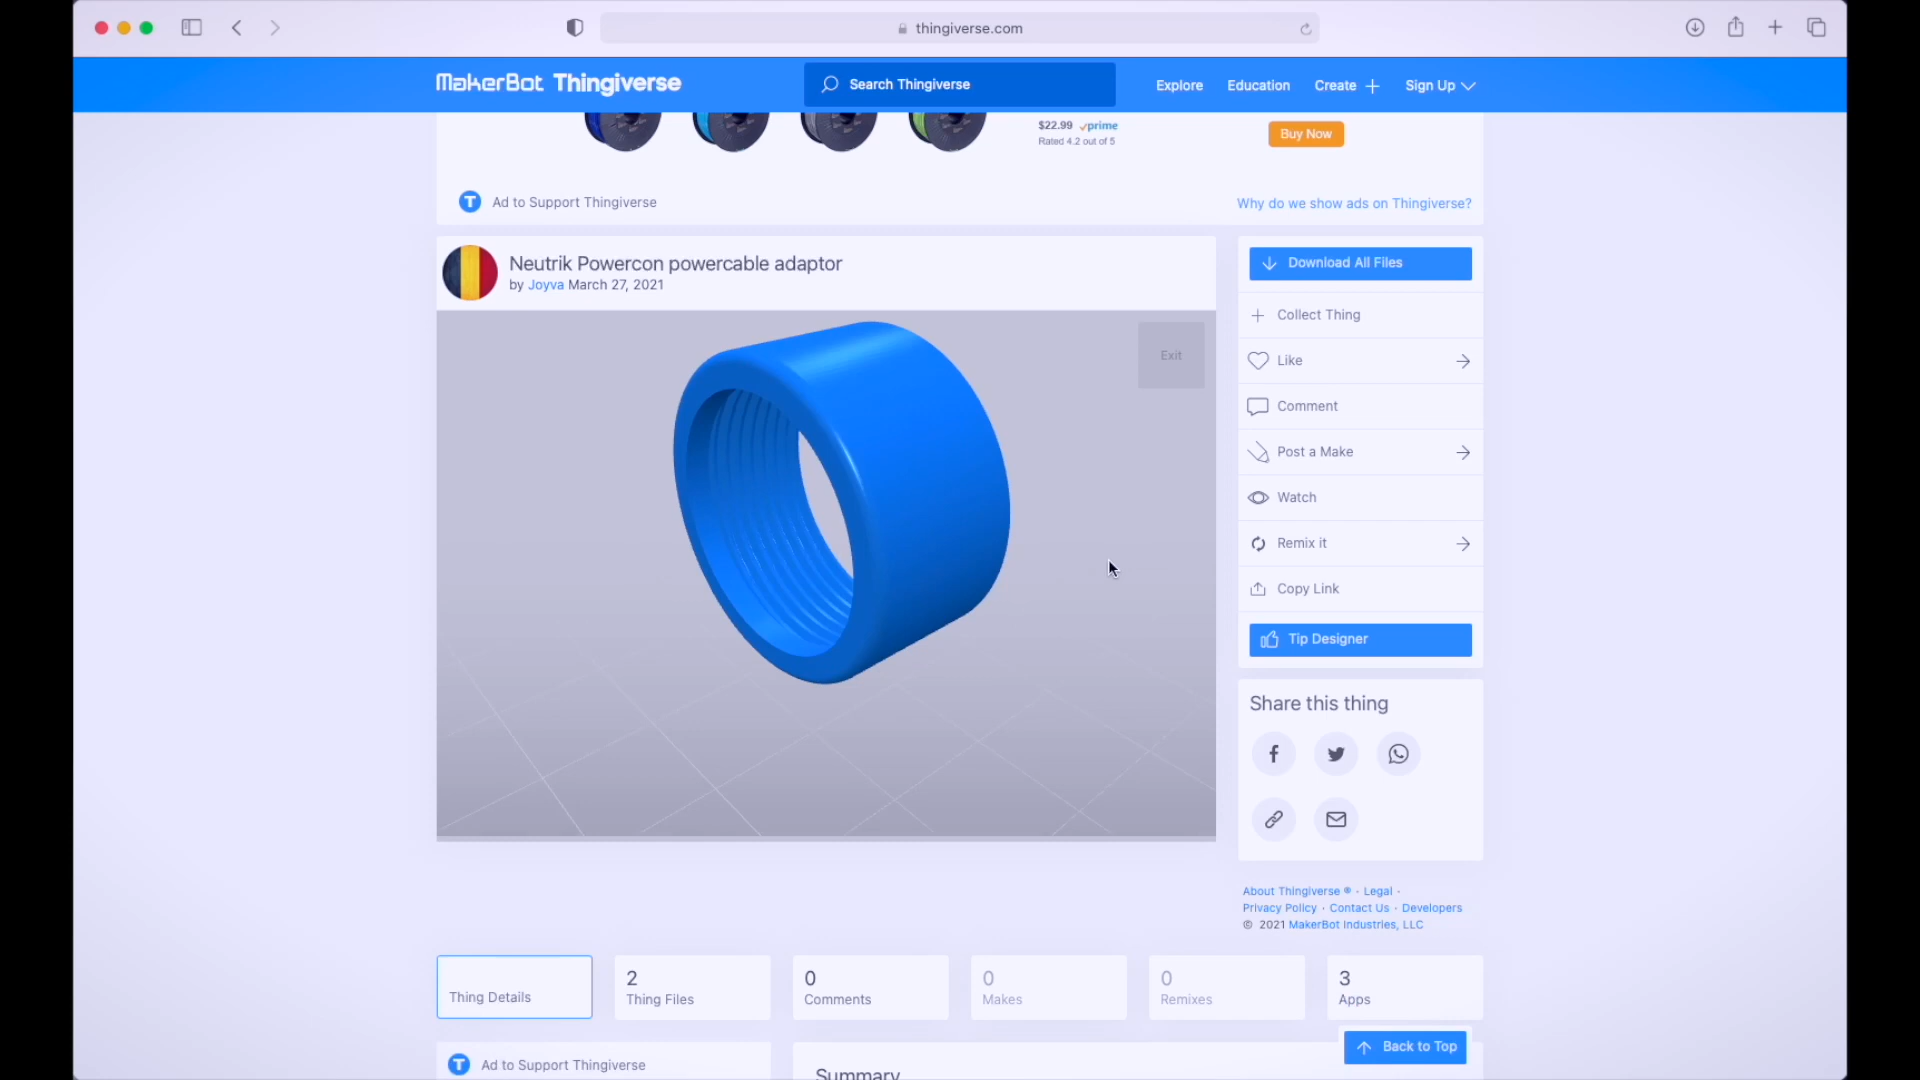 thingiverse.com
MakerBot Thingiverse
Search Thingiverse
Explore
Education
Create
Sign Up
$22.99 prime
Rated 4.2 out of 5
Buy Now
T Ad to Support Thingiverse
Why do we show ads on Thingiverse?
Neutrik Powercon powercable adaptor
by Joyva March 27, 2021
Exit
Download All Files
Collect Thing
Like
Comment
Post a Make
Watch
Remix it
Copy Link
Tip Designer
Share this thing
About Thingiverse ® · Legal ·
Privacy Policy · Contact Us · Developers
© 2021 MakerBot Industries, LLC
Thing Details
2
Thing Files
0
Comments
0
Makes
0
Remixes
3
Apps
Back to Top
T Ad to Support Thingiverse
Summary